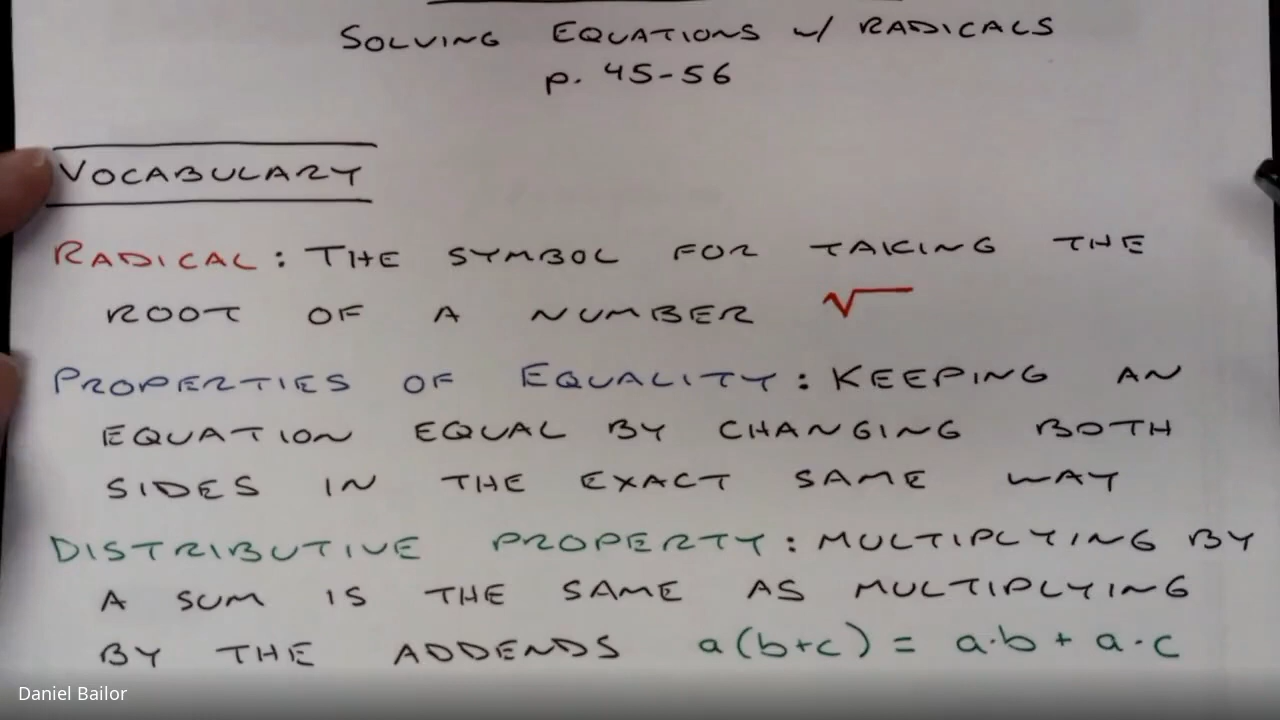 SOLVING EQUATIONS w/ RADICALS
p. 45-56
VOCABULARY
RADICAL: THE SYMBOL FOR TAKING THE
ROOT OF A NUMBER √
PROPERTIES OF EQUALITY: KEEPING AN
EQUATION EQUAL BY CHANGING BOTH
SIDES IN THE EXACT SAME WAY
DISTRIBUTIVE PROPERTY: MULTIPLYING BY
A SUM IS THE SAME AS MULTIPLYING
BY THE ADDENDS a(b+c) = a·b + a·c
Daniel Bailor